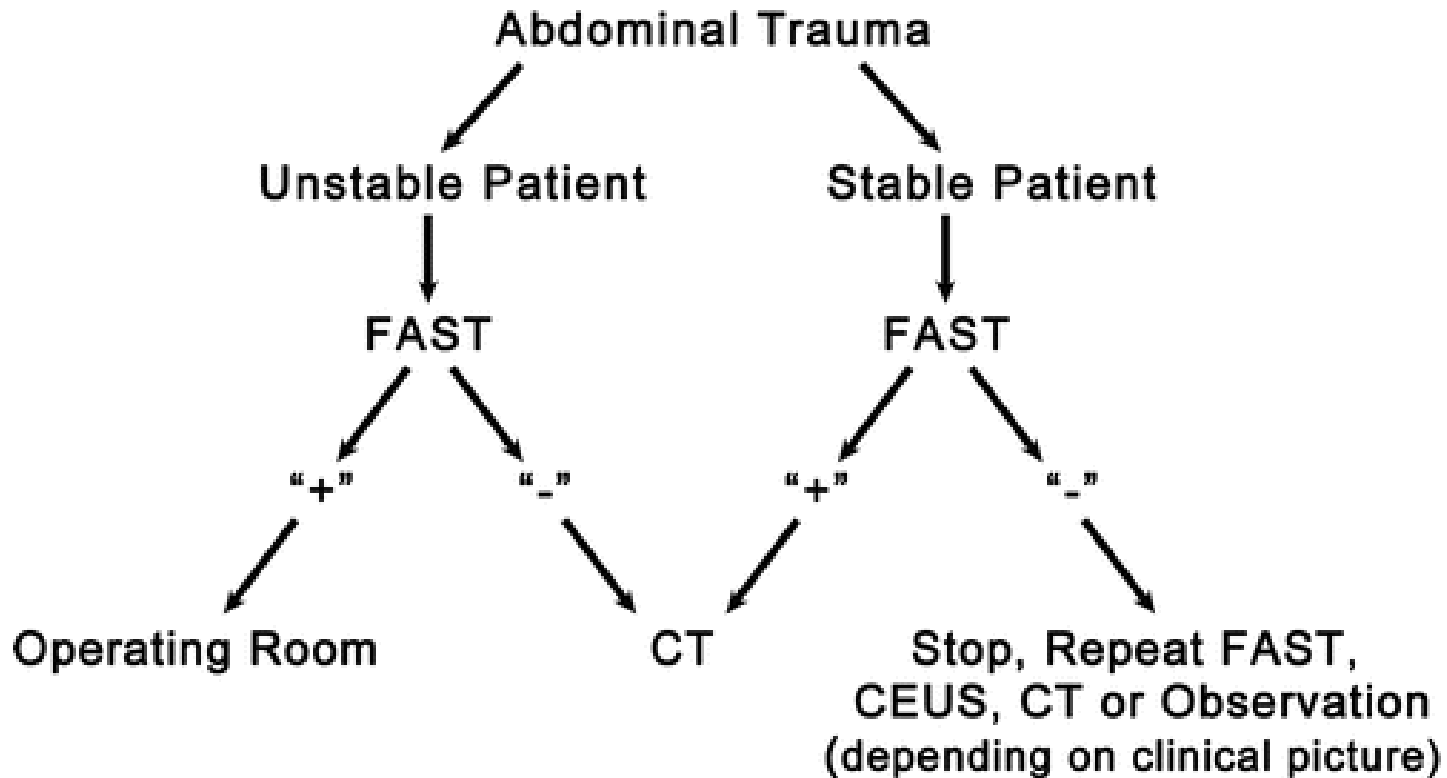 Abdominal Trauma
Unstable Patient
Stable Patient
FAST
FAST
“+”
“-”
“+”
“-”
Operating Room
CT
Stop, Repeat FAST,
CEUS, CT or Observation
(depending on clinical picture)